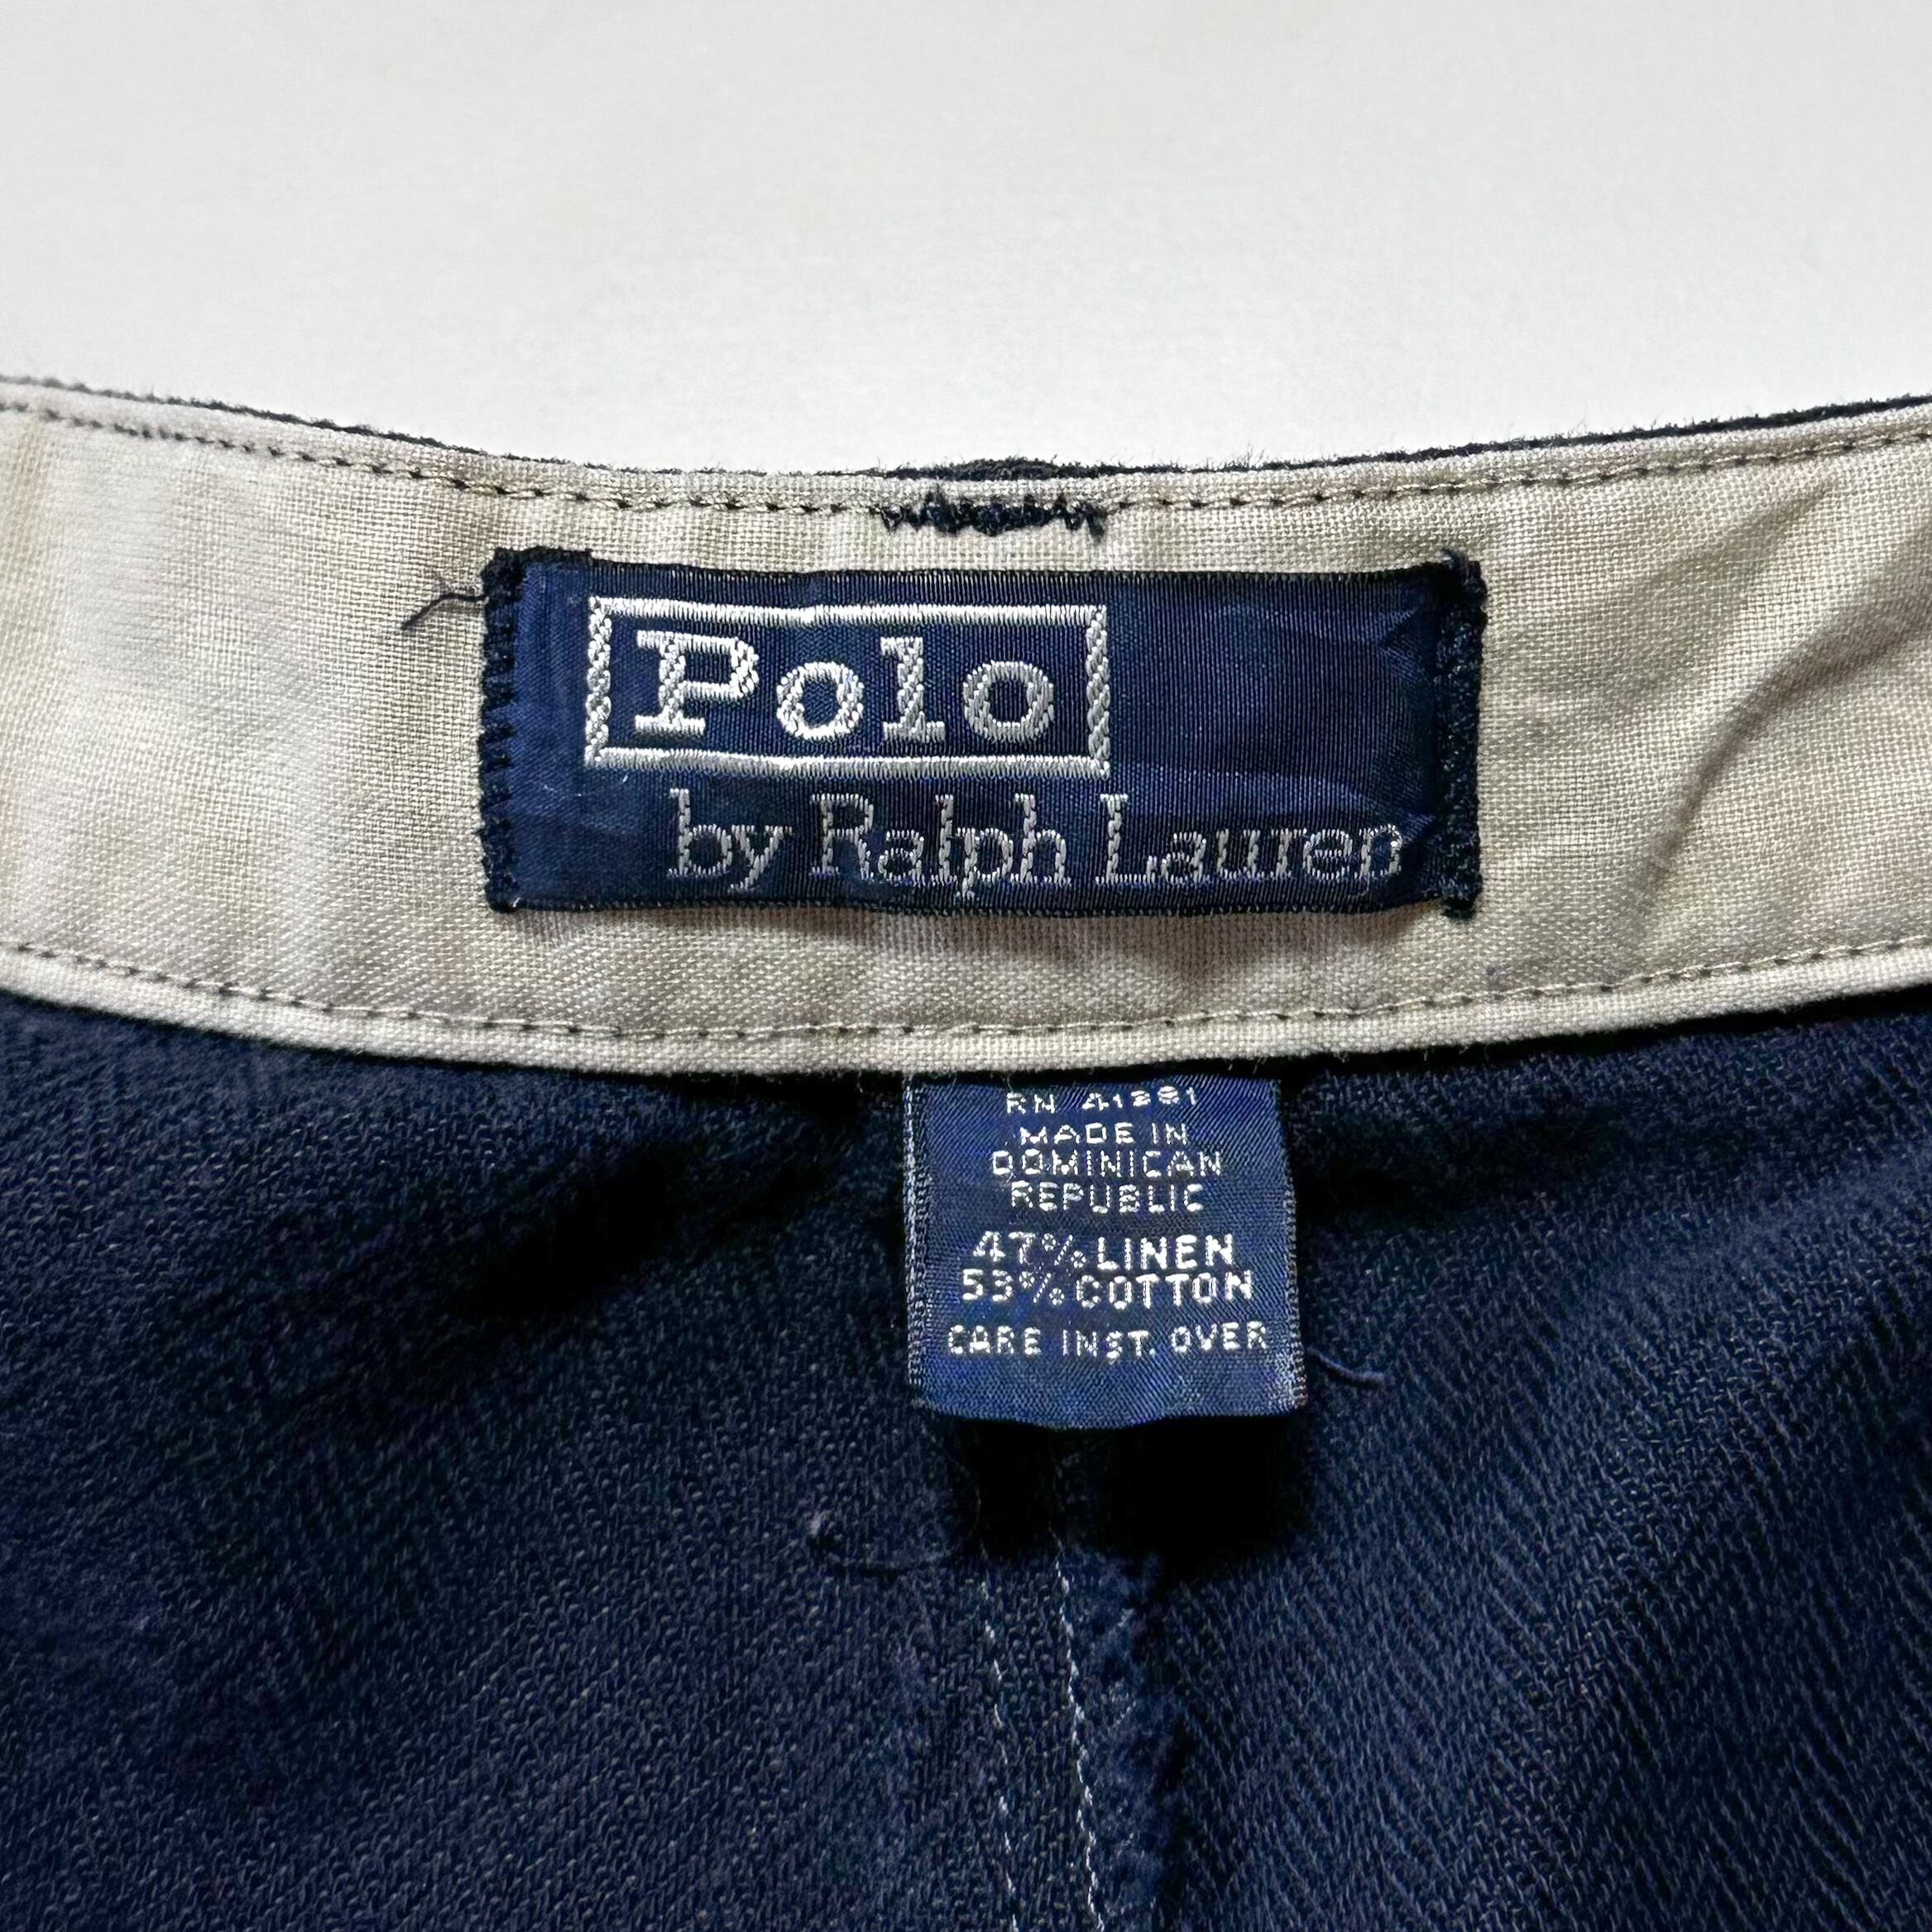 Polo
by Ralph Lauren
RN 41381
MADE IN
DOMINICAN
REPUBLIC
47% LINEN
53% COTTON
CARE INST. OVER